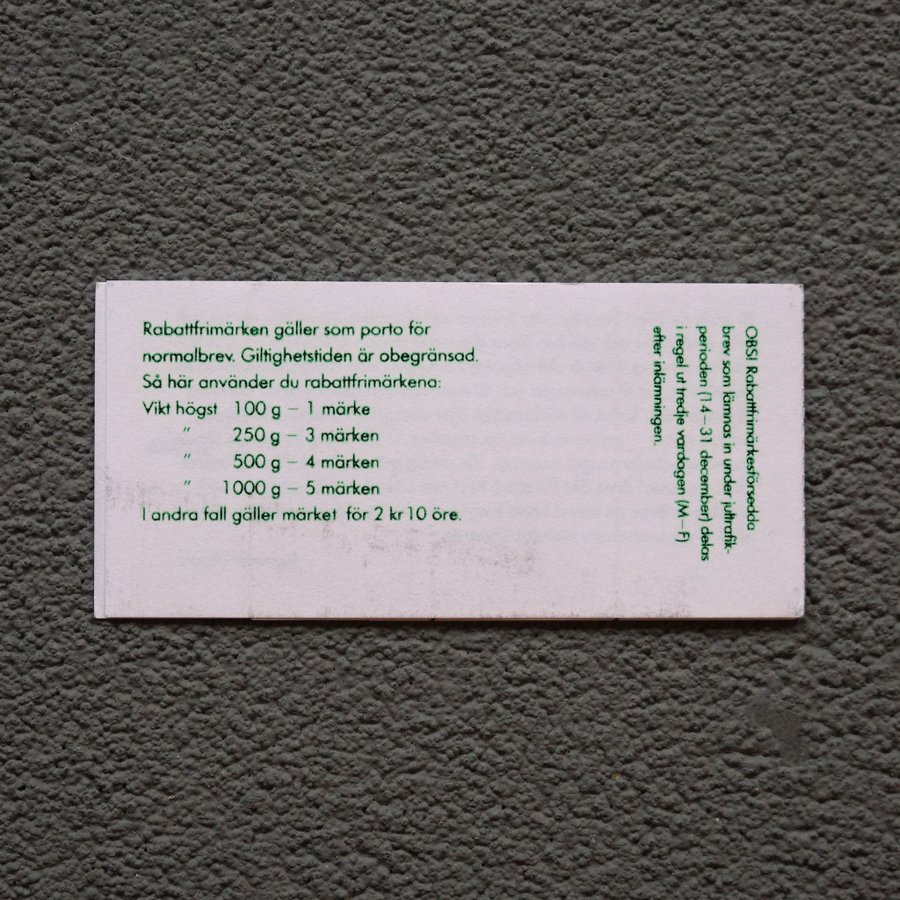 Rabattfrimärken gäller som porto för
normalbrev. Giltighetstiden är obegränsad.
Så här använder du rabattfrimärkena:
Vikt högst 100 g – 1 märke
" 250 g – 3 märken
" 500 g – 4 märken
" 1000 g – 5 märken
I andra fall gäller märket för 2 kr 10 öre.
OBS! Rabattfrimärkesförsedda
brev som lämnas in under jultrafik-
perioden (14–31 december) delas
i regel ut tredje vardagen (M–F)
efter inlämningen.